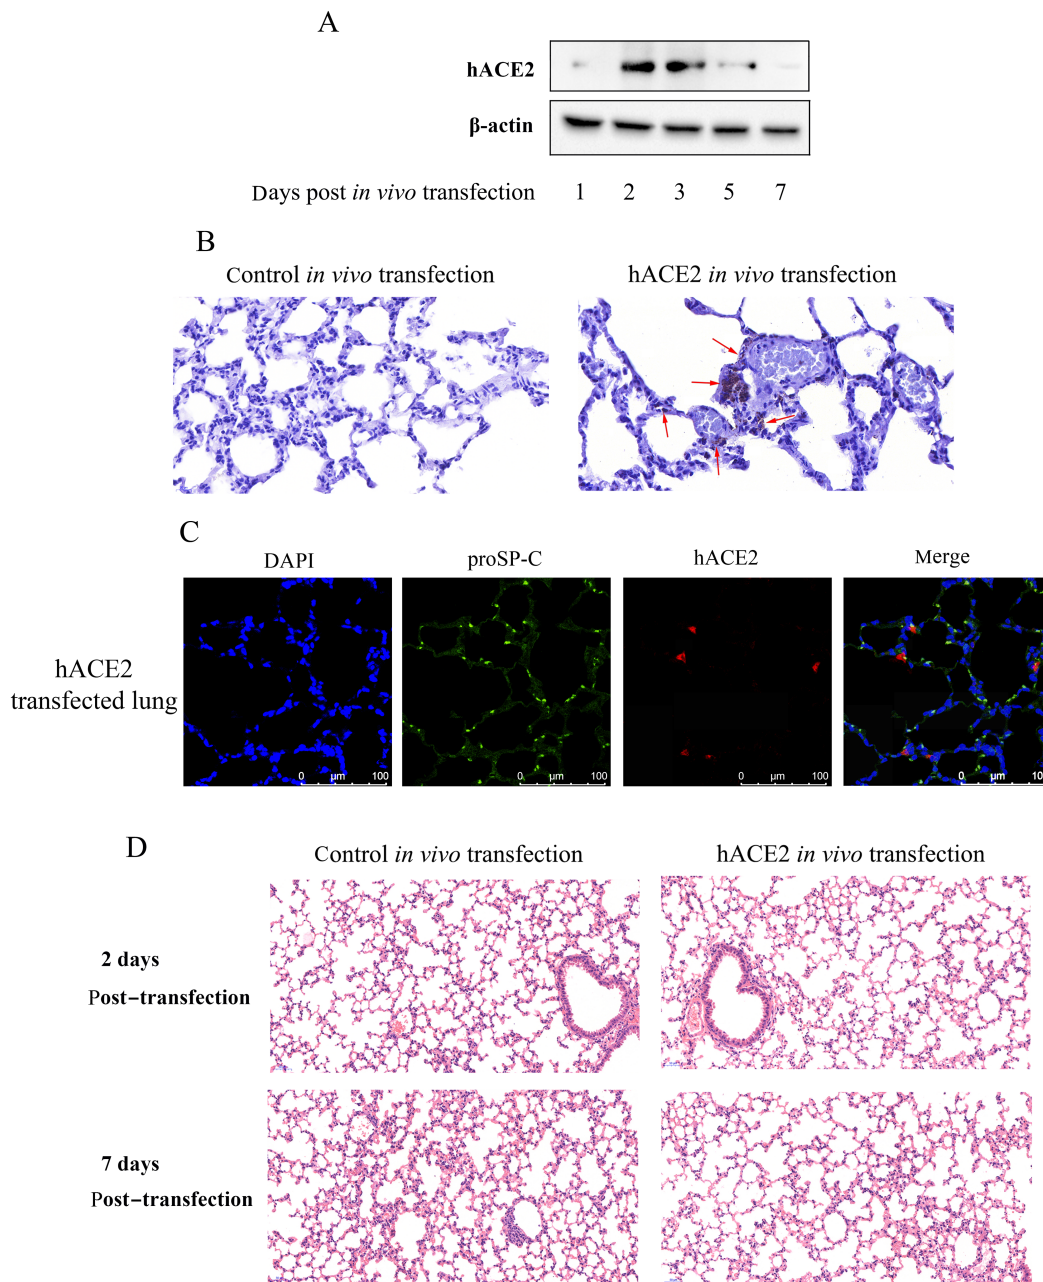 A
hACE2
β-actin
Days post in vivo transfection 1 2 3 5 7
B
Control in vivo transfection hACE2 in vivo transfection
C
DAPI proSP-C hACE2 Merge
hACE2
transfected lung
0 µm 100 0 µm 100 0 µm 100 0 µm 10
D
Control in vivo transfection hACE2 in vivo transfection
2 days
Post-transfection
7 days
Post-transfection